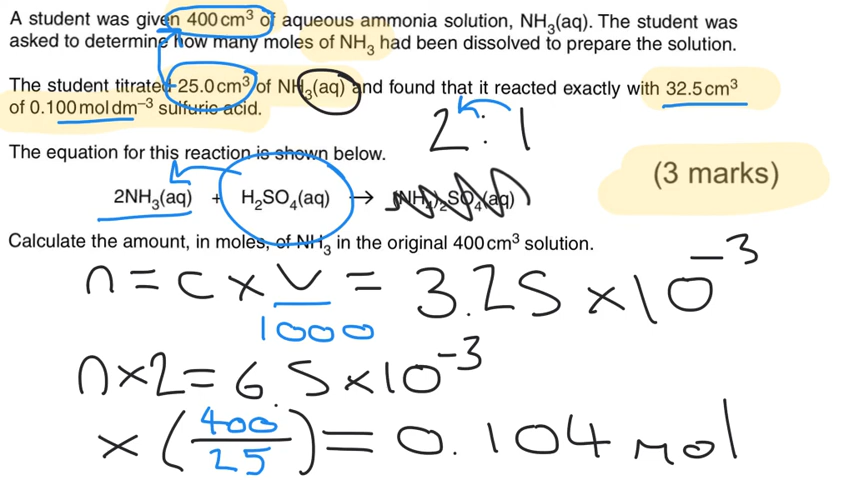 A student was given 400 cm³ of aqueous ammonia solution, NH₃(aq). The student was
asked to determine how many moles of NH₃ had been dissolved to prepare the solution.
The student titrated 25.0 cm³ of NH₃(aq) and found that it reacted exactly with 32.5 cm³
of 0.100 mol dm⁻³ sulfuric acid.
2 : 1
The equation for this reaction is shown below.
(3 marks)
2NH₃(aq) + H₂SO₄(aq) → (NH₄)₂SO₄(aq)
Calculate the amount, in moles, of NH₃ in the original 400 cm³ solution.
n = c × v/1000 = 3.25 × 10⁻³
n × 2 = 6.5 × 10⁻³
× (400/25) = 0.104 mol